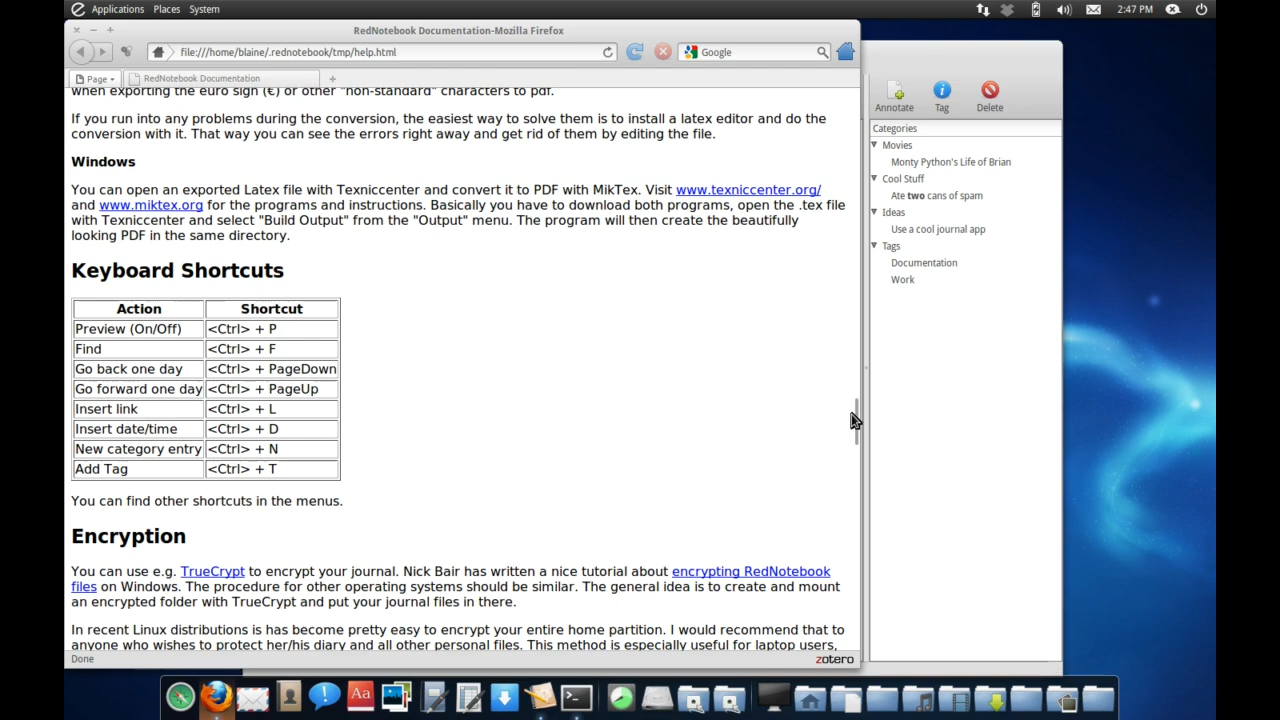 Applications Places System
2:47 PM
RedNotebook Documentation-Mozilla Firefox
file:///home/blaine/.rednotebook/tmp/help.html
Google
Page
RedNotebook Documentation
when exporting the euro sign (€) or other "non-standard" characters to pdf.
If you run into any problems during the conversion, the easiest way to solve them is to install a latex editor and do the
conversion with it. That way you can see the errors right away and get rid of them by editing the file.
Windows
You can open an exported Latex file with Texniccenter and convert it to PDF with MikTex. Visit www.texniccenter.org/
and www.miktex.org for the programs and instructions. Basically you have to download both programs, open the .tex file
with Texniccenter and select "Build Output" from the "Output" menu. The program will then create the beautifully
looking PDF in the same directory.
Keyboard Shortcuts
Action Shortcut
Preview (On/Off) <Ctrl> + P
Find <Ctrl> + F
Go back one day <Ctrl> + PageDown
Go forward one day <Ctrl> + PageUp
Insert link <Ctrl> + L
Insert date/time <Ctrl> + D
New category entry <Ctrl> + N
Add Tag <Ctrl> + T
You can find other shortcuts in the menus.
Encryption
You can use e.g. TrueCrypt to encrypt your journal. Nick Bair has written a nice tutorial about encrypting RedNotebook
files on Windows. The procedure for other operating systems should be similar. The general idea is to create and mount
an encrypted folder with TrueCrypt and put your journal files in there.
In recent Linux distributions is has become pretty easy to encrypt your entire home partition. I would recommend that to
anyone who wishes to protect her/his diary and all other personal files. This method is especially useful for laptop users,
Done
zotero
Annotate Tag Delete
Categories
Movies
Monty Python's Life of Brian
Cool Stuff
Ate two cans of spam
Ideas
Use a cool journal app
Tags
Documentation
Work
Aa